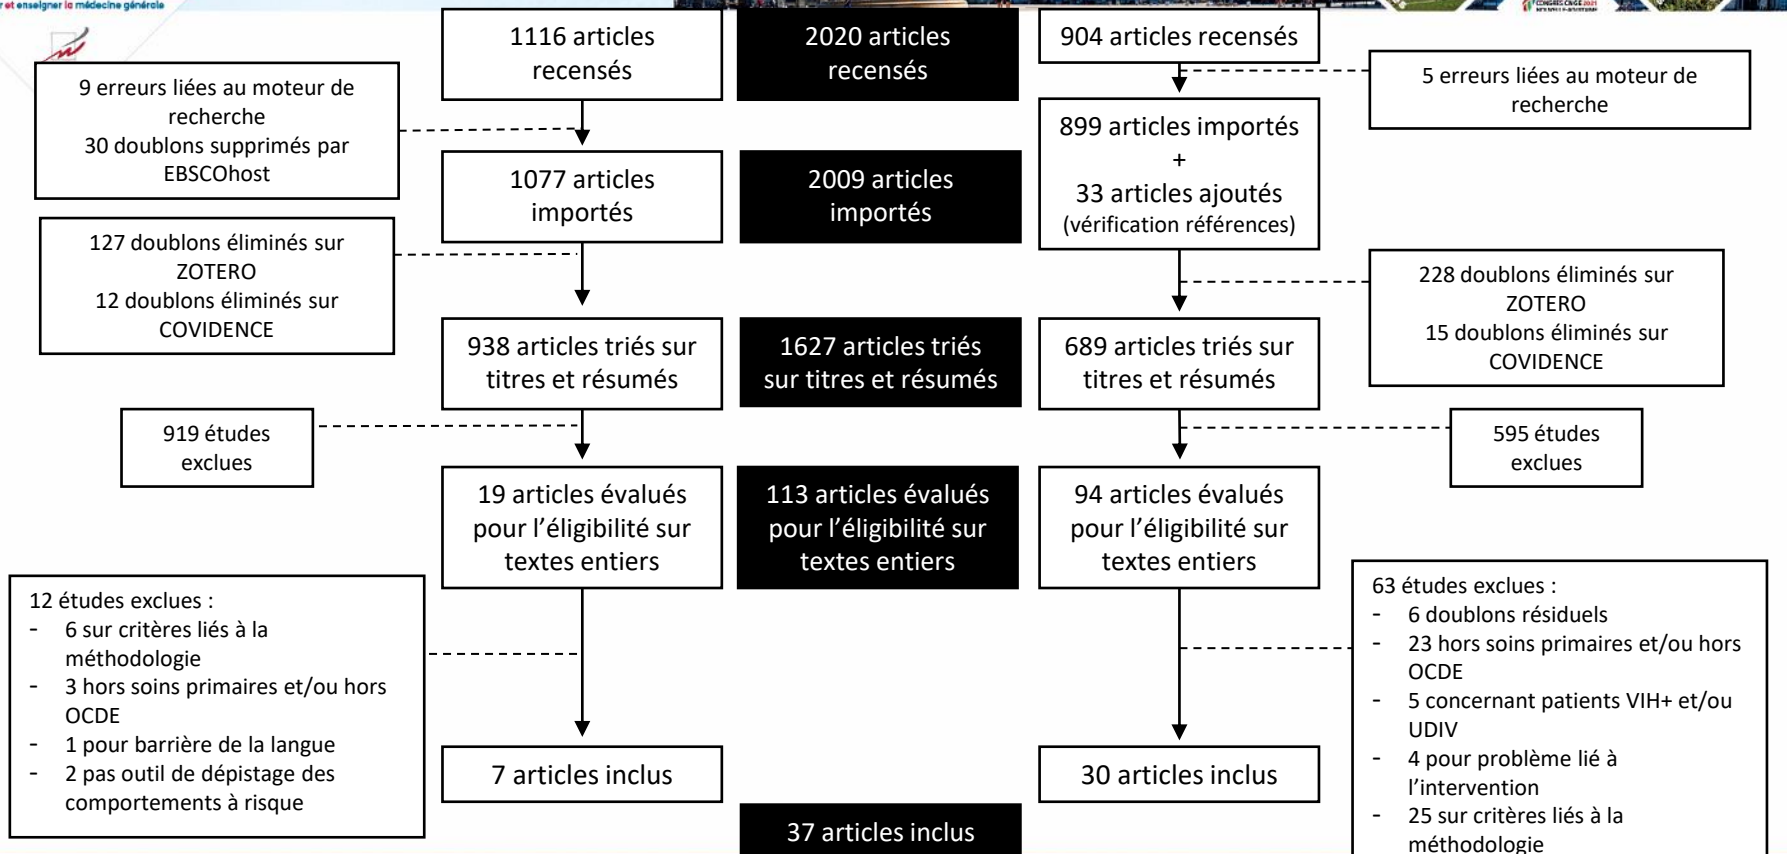 r et enseigner la médecine générale
CONGRÈS CNGE 2021
1116 articles
recensés
2020 articles
recensés
904 articles recensés
9 erreurs liées au moteur de
recherche
30 doublons supprimés par
EBSCOhost
5 erreurs liées au moteur de
recherche
1077 articles
importés
2009 articles
importés
899 articles importés
+
33 articles ajoutés
(vérification références)
127 doublons éliminés sur
ZOTERO
12 doublons éliminés sur
COVIDENCE
228 doublons éliminés sur
ZOTERO
15 doublons éliminés sur
COVIDENCE
938 articles triés sur
titres et résumés
1627 articles triés
sur titres et résumés
689 articles triés sur
titres et résumés
919 études
exclues
595 études
exclues
19 articles évalués
pour l’éligibilité sur
textes entiers
113 articles évalués
pour l’éligibilité sur
textes entiers
94 articles évalués
pour l’éligibilité sur
textes entiers
12 études exclues :
- 6 sur critères liés à la
méthodologie
- 3 hors soins primaires et/ou hors
OCDE
- 1 pour barrière de la langue
- 2 pas outil de dépistage des
comportements à risque
63 études exclues :
- 6 doublons résiduels
- 23 hors soins primaires et/ou hors
OCDE
- 5 concernant patients VIH+ et/ou
UDIV
- 4 pour problème lié à
l’intervention
- 25 sur critères liés à la
méthodologie
7 articles inclus
30 articles inclus
37 articles inclus